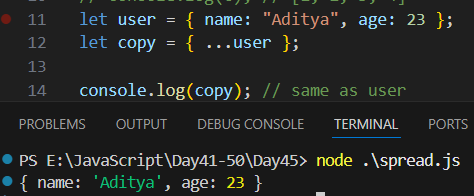 11 let user = { name: "Aditya", age: 23 };
12 let copy = { ...user };
13
14 console.log(copy); // same as user
PROBLEMS OUTPUT DEBUG CONSOLE TERMINAL PORTS
PS E:\JavaScript\Day41-50\Day45> node .\spread.js
{ name: 'Aditya', age: 23 }